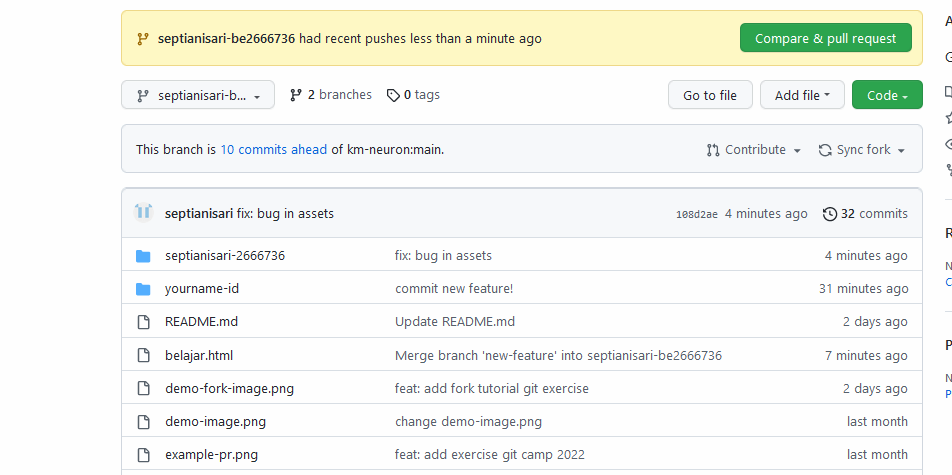 septianisari-be2666736 had recent pushes less than a minute ago
Compare & pull request
septianisari-b...
2 branches
0 tags
Go to file
Add file
Code
This branch is 10 commits ahead of km-neuron:main.
Contribute
Sync fork
septianisari fix: bug in assets
108d2ae 4 minutes ago
32 commits
septianisari-2666736 fix: bug in assets 4 minutes ago
yourname-id commit new feature! 31 minutes ago
README.md Update README.md 2 days ago
belajar.html Merge branch 'new-feature' into septianisari-be2666736 7 minutes ago
demo-fork-image.png feat: add fork tutorial git exercise 2 days ago
demo-image.png change demo-image.png last month
example-pr.png feat: add exercise git camp 2022 last month